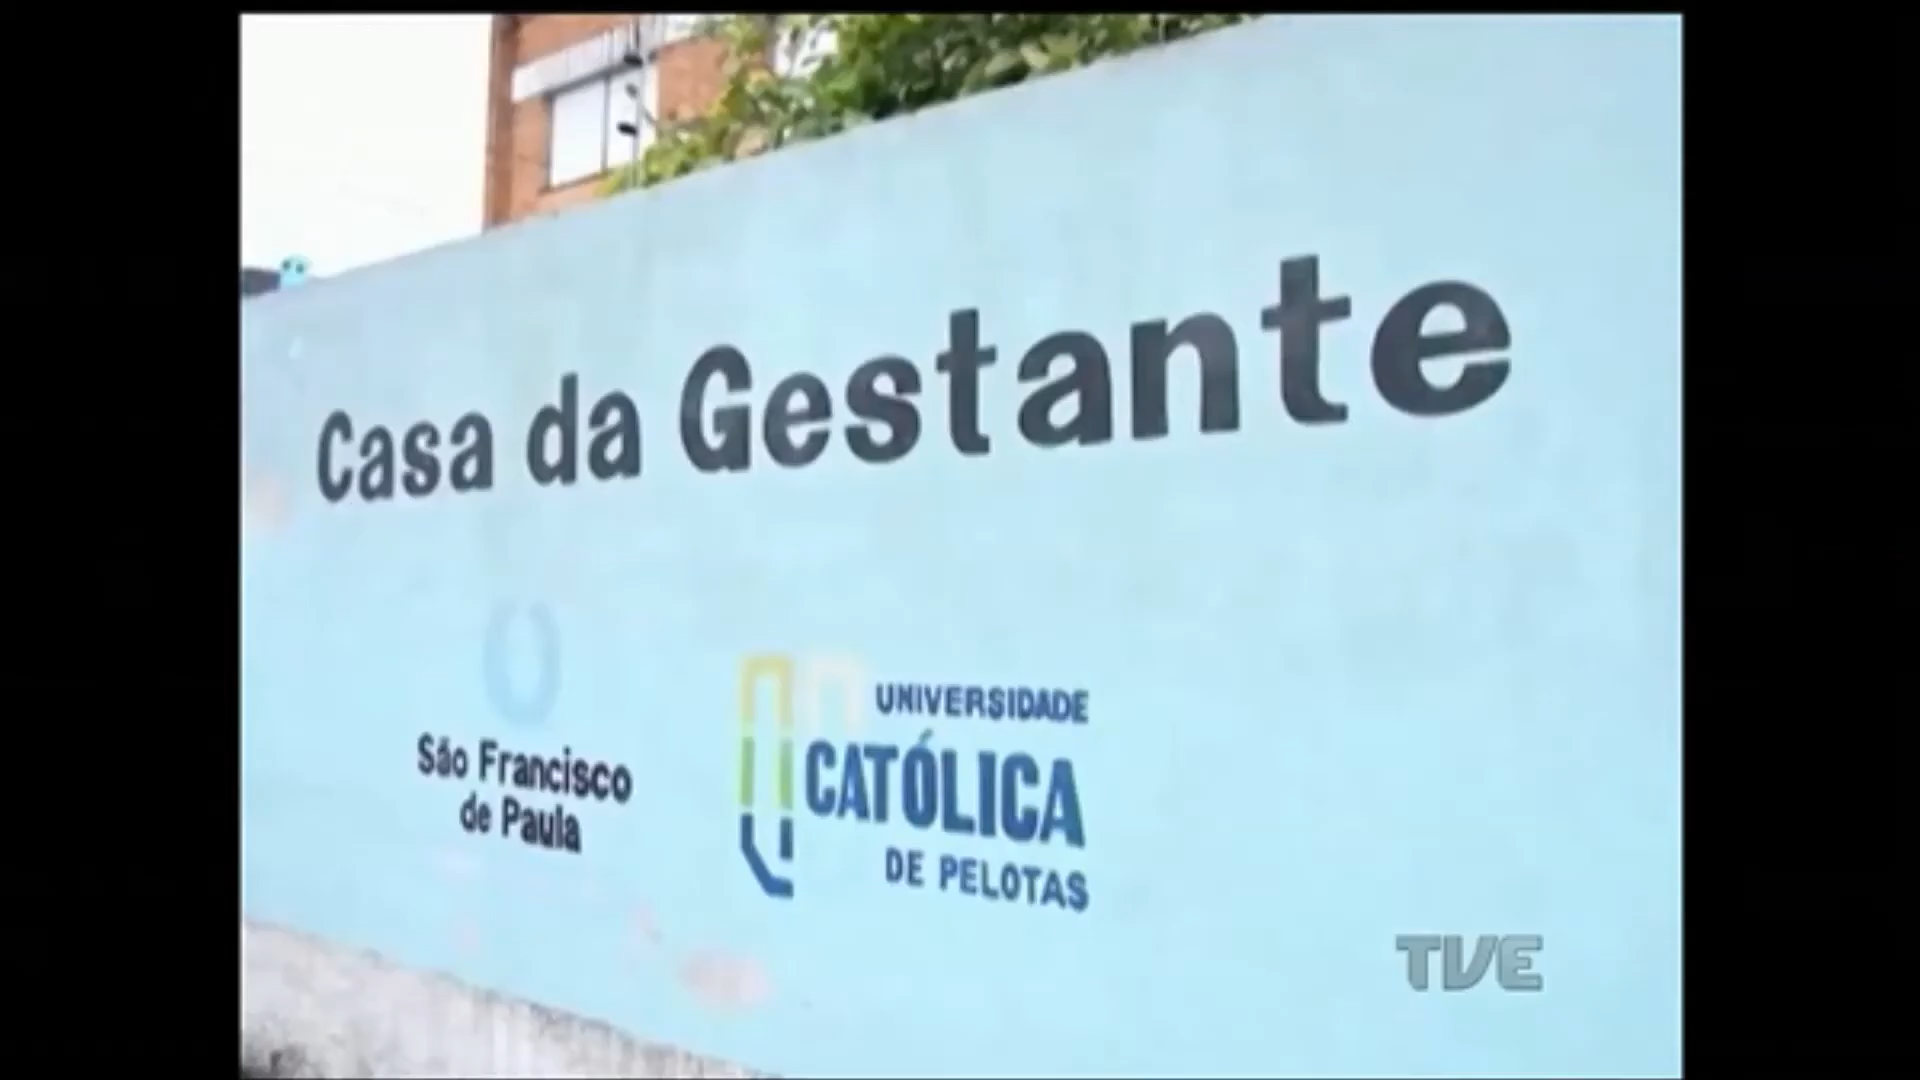 Casa da Gestante
São Francisco
de Paula
UNIVERSIDADE
CATÓLICA
DE PELOTAS
TVE